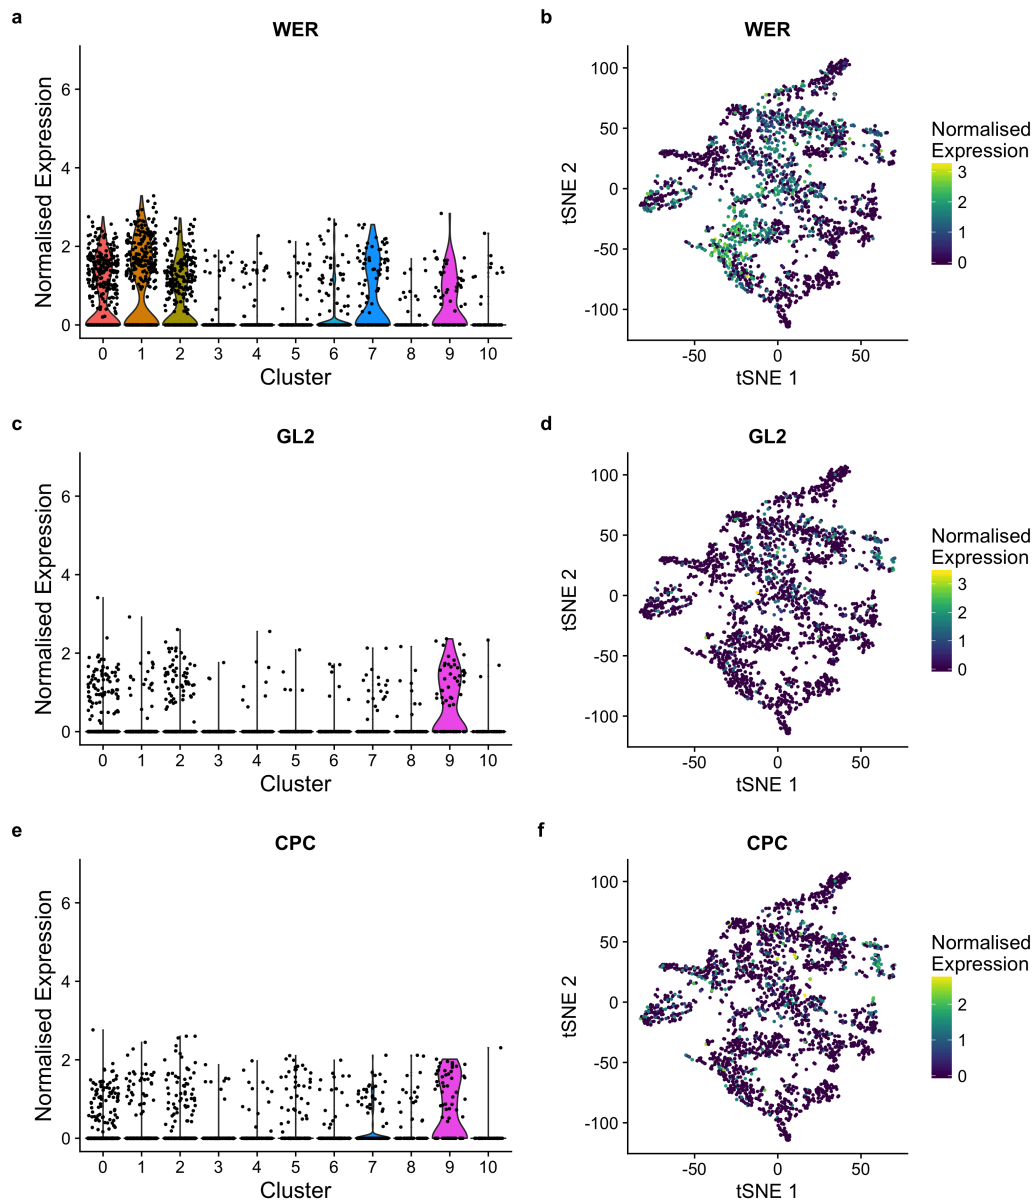 a
WER
Normalised Expression
6
4
2
0
0 1 2 3 4 5 6 7 8 9 10
Cluster
b
WER
tSNE 2
100
50
0
-50
-100
-50 0 50
tSNE 1
Normalised
Expression
3
2
1
0
c
GL2
Normalised Expression
6
4
2
0
0 1 2 3 4 5 6 7 8 9 10
Cluster
d
GL2
tSNE 2
100
50
0
-50
-100
-50 0 50
tSNE 1
Normalised
Expression
3
2
1
0
e
CPC
Normalised Expression
6
4
2
0
0 1 2 3 4 5 6 7 8 9 10
Cluster
f
CPC
tSNE 2
100
50
0
-50
-100
-50 0 50
tSNE 1
Normalised
Expression
2
1
0